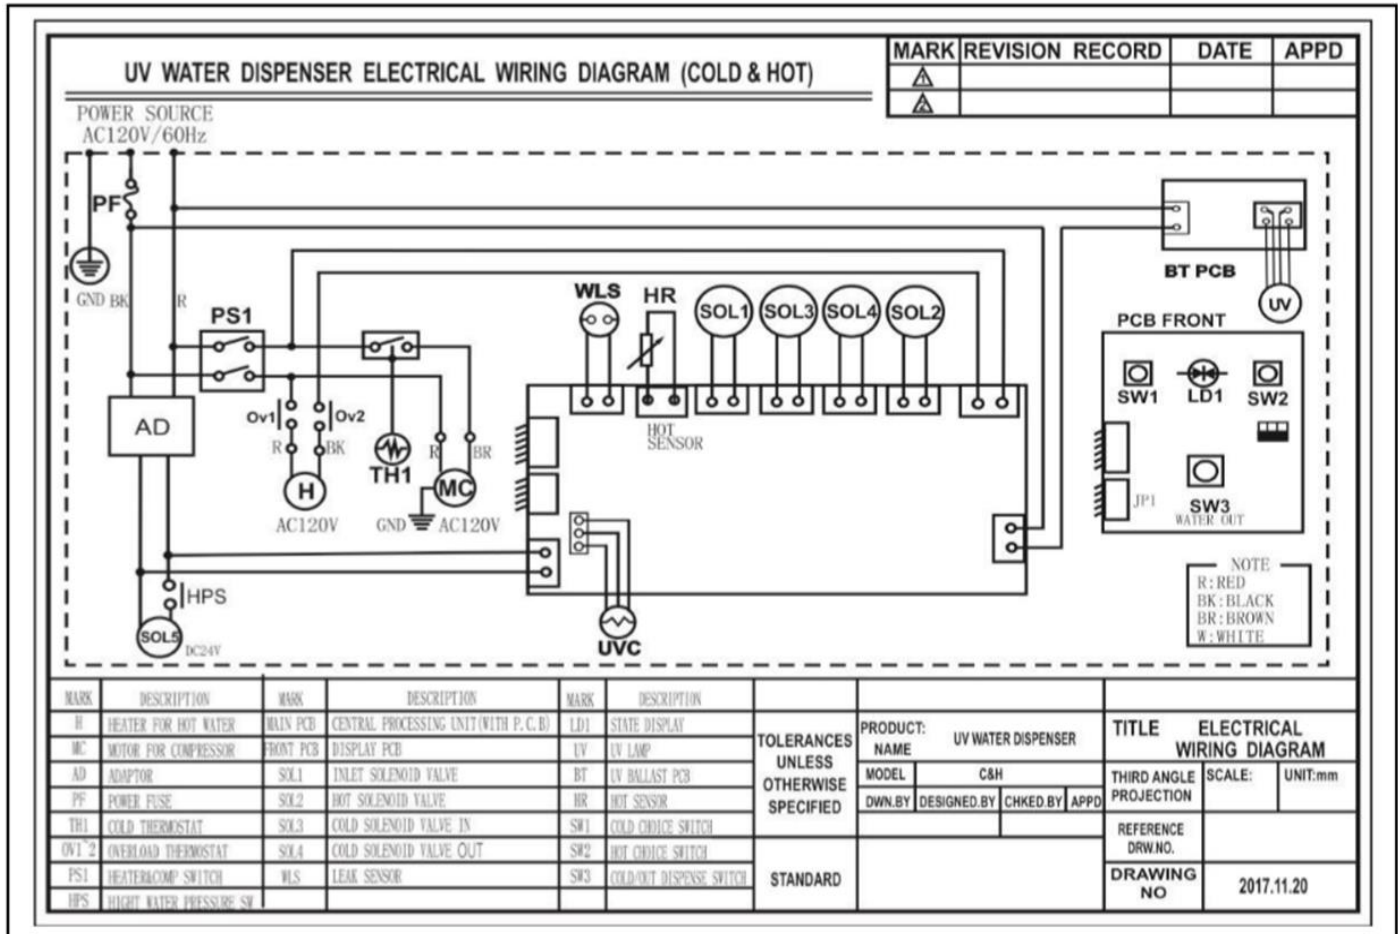 UV WATER DISPENSER ELECTRICAL WIRING DIAGRAM (COLD & HOT)
MARK REVISION RECORD DATE APPD
1
2
POWER SOURCE
AC120V/60Hz
PF
GND BK
R
PS1
AD
Ov1
Ov2
R
BK
H
AC120V
TH1
R
BR
MC
GND
AC120V
HPS
SOL5
DC24V
WLS
HR
SOL1
SOL3
SOL4
SOL2
HOT
SENSOR
UVC
BT PCB
UV
PCB FRONT
SW1
LD1
SW2
JP1
SW3
WATER OUT
NOTE
R:RED
BK:BLACK
BR:BROWN
W:WHITE
MARK DESCRIPTION MARK DESCRIPTION MARK DESCRIPTION
H HEATER FOR HOT WATER MAIN PCB CENTRAL PROCESSING UNIT(WITH P.C.B) LD1 STATE DISPLAY
MC MOTOR FOR COMPRESSOR FRONT PCB DISPLAY PCB UV UV LAMP
AD ADAPTOR SOL1 INLET SOLENOID VALVE BT UV BALLAST PCB
PF POWER FUSE SOL2 HOT SOLENOID VALVE HR HOT SENSOR
TH1 COLD THERMOSTAT SOL3 COLD SOLENOID VALVE IN SW1 COLD CHOICE SWITCH
OV1~2 OVERLOAD THERMOSTAT SOL4 COLD SOLENOID VALVE OUT SW2 HOT CHOICE SWITCH
PS1 HEATER&COMP SWITCH WLS LEAK SENSOR SW3 COLD/OUT DISPENSE SWITCH
HPS HIGHT WATER PRESSURE SW
TOLERANCES
UNLESS
OTHERWISE
SPECIFIED
STANDARD
PRODUCT:
NAME
UV WATER DISPENSER
MODEL C&H
DWN.BY DESIGNED.BY CHKED.BY APPD
TITLE ELECTRICAL
WIRING DIAGRAM
THIRD ANGLE
PROJECTION
SCALE: UNIT:mm
REFERENCE
DRW.NO.
DRAWING
NO
2017.11.20